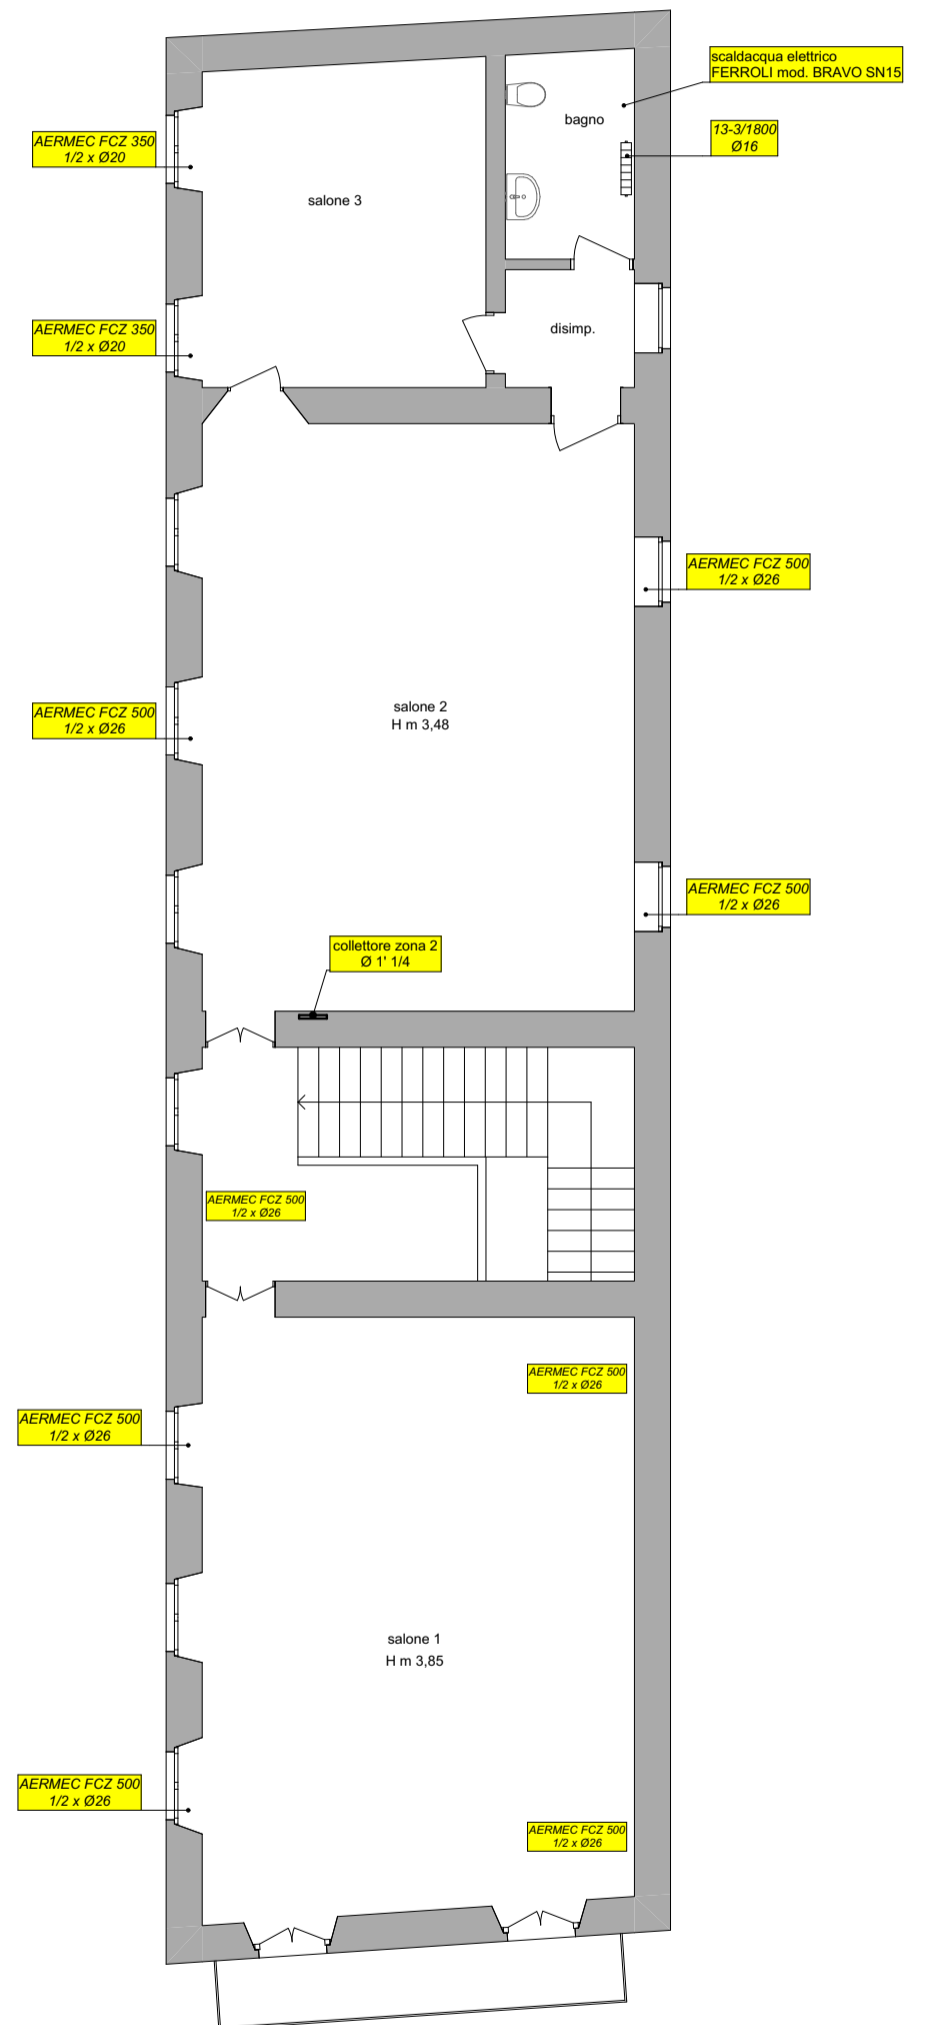 scaldacqua elettrico
FERROLI mod. BRAVO SN15
bagno
13-3/1800
Ø16
AERMEC FCZ 350
1/2 x Ø20
salone 3
AERMEC FCZ 350
1/2 x Ø20
disimp.
AERMEC FCZ 500
1/2 x Ø26
AERMEC FCZ 500
1/2 x Ø26
salone 2
H m 3,48
AERMEC FCZ 500
1/2 x Ø26
collettore zona 2
Ø 1' 1/4
AERMEC FCZ 500
1/2 x Ø26
AERMEC FCZ 500
1/2 x Ø26
AERMEC FCZ 500
1/2 x Ø26
salone 1
H m 3,85
AERMEC FCZ 500
1/2 x Ø26
AERMEC FCZ 500
1/2 x Ø26